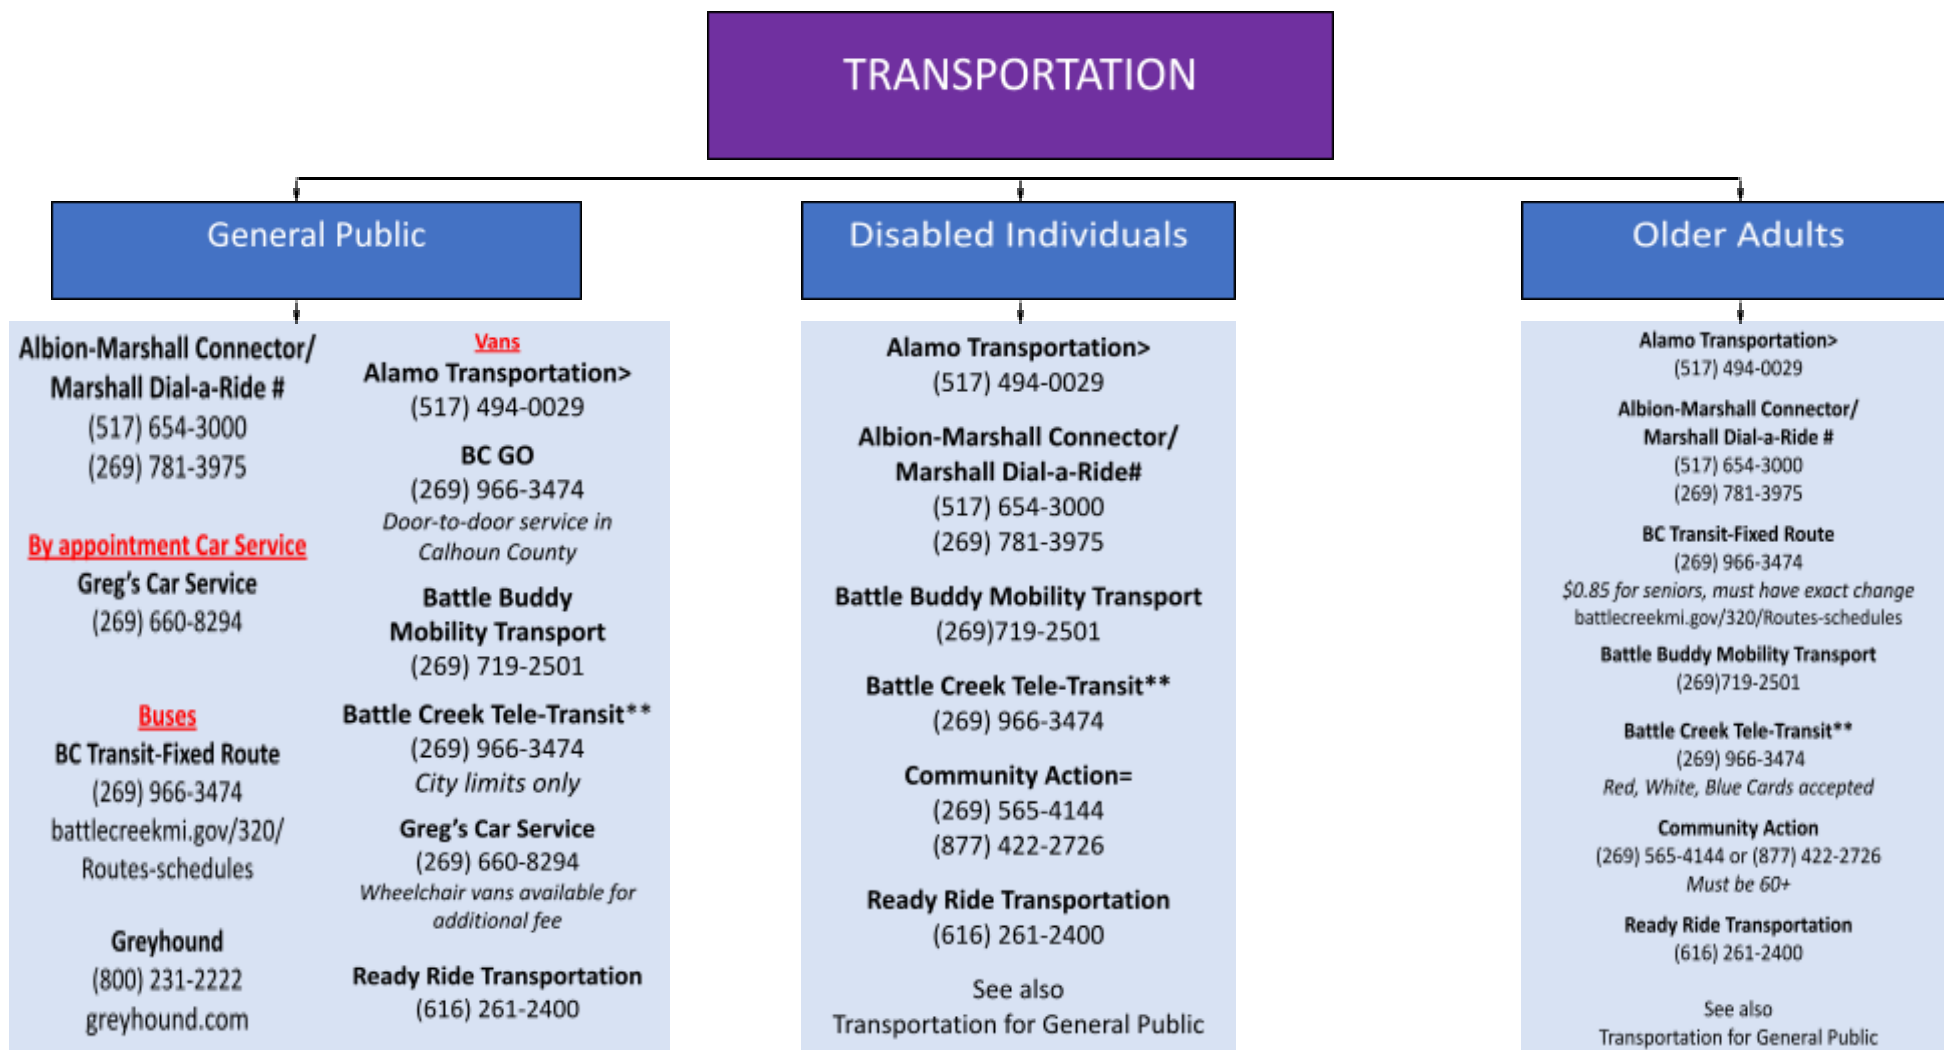 TRANSPORTATION
General Public
Albion-Marshall Connector/
Marshall Dial-a-Ride #
(517) 654-3000
(269) 781-3975
By appointment Car Service
Greg's Car Service
(269) 660-8294
Buses
BC Transit-Fixed Route
(269) 966-3474
battlecreekmi.gov/320/
Routes-schedules
Greyhound
(800) 231-2222
greyhound.com
Vans
Alamo Transportation>
(517) 494-0029
BC GO
(269) 966-3474
Door-to-door service in
Calhoun County
Battle Buddy
Mobility Transport
(269) 719-2501
Battle Creek Tele-Transit**
(269) 966-3474
City limits only
Greg's Car Service
(269) 660-8294
Wheelchair vans available for
additional fee
Ready Ride Transportation
(616) 261-2400
Disabled Individuals
Alamo Transportation>
(517) 494-0029
Albion-Marshall Connector/
Marshall Dial-a-Ride#
(517) 654-3000
(269) 781-3975
Battle Buddy Mobility Transport
(269)719-2501
Battle Creek Tele-Transit**
(269) 966-3474
Community Action=
(269) 565-4144
(877) 422-2726
Ready Ride Transportation
(616) 261-2400
See also
Transportation for General Public
Older Adults
Alamo Transportation>
(517) 494-0029
Albion-Marshall Connector/
Marshall Dial-a-Ride #
(517) 654-3000
(269) 781-3975
BC Transit-Fixed Route
(269) 966-3474
$0.85 for seniors, must have exact change
battlecreekmi.gov/320/Routes-schedules
Battle Buddy Mobility Transport
(269)719-2501
Battle Creek Tele-Transit**
(269) 966-3474
Red, White, Blue Cards accepted
Community Action
(269) 565-4144 or (877) 422-2726
Must be 60+
Ready Ride Transportation
(616) 261-2400
See also
Transportation for General Public